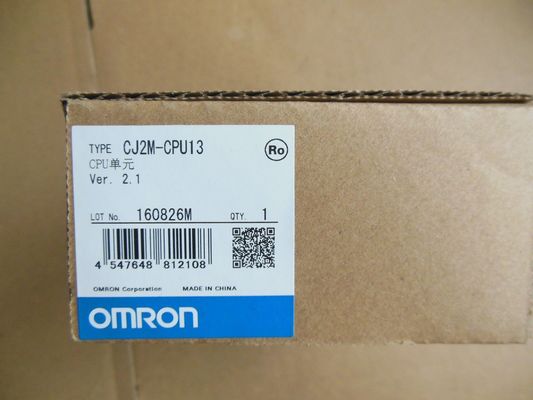 TYPE CJ2M-CPU13 Ro
CPU单元
Ver. 2.1
LOT No. 160826M QTY. 1
4 547648 812108
OMRON Corporation MADE IN CHINA
OMRON